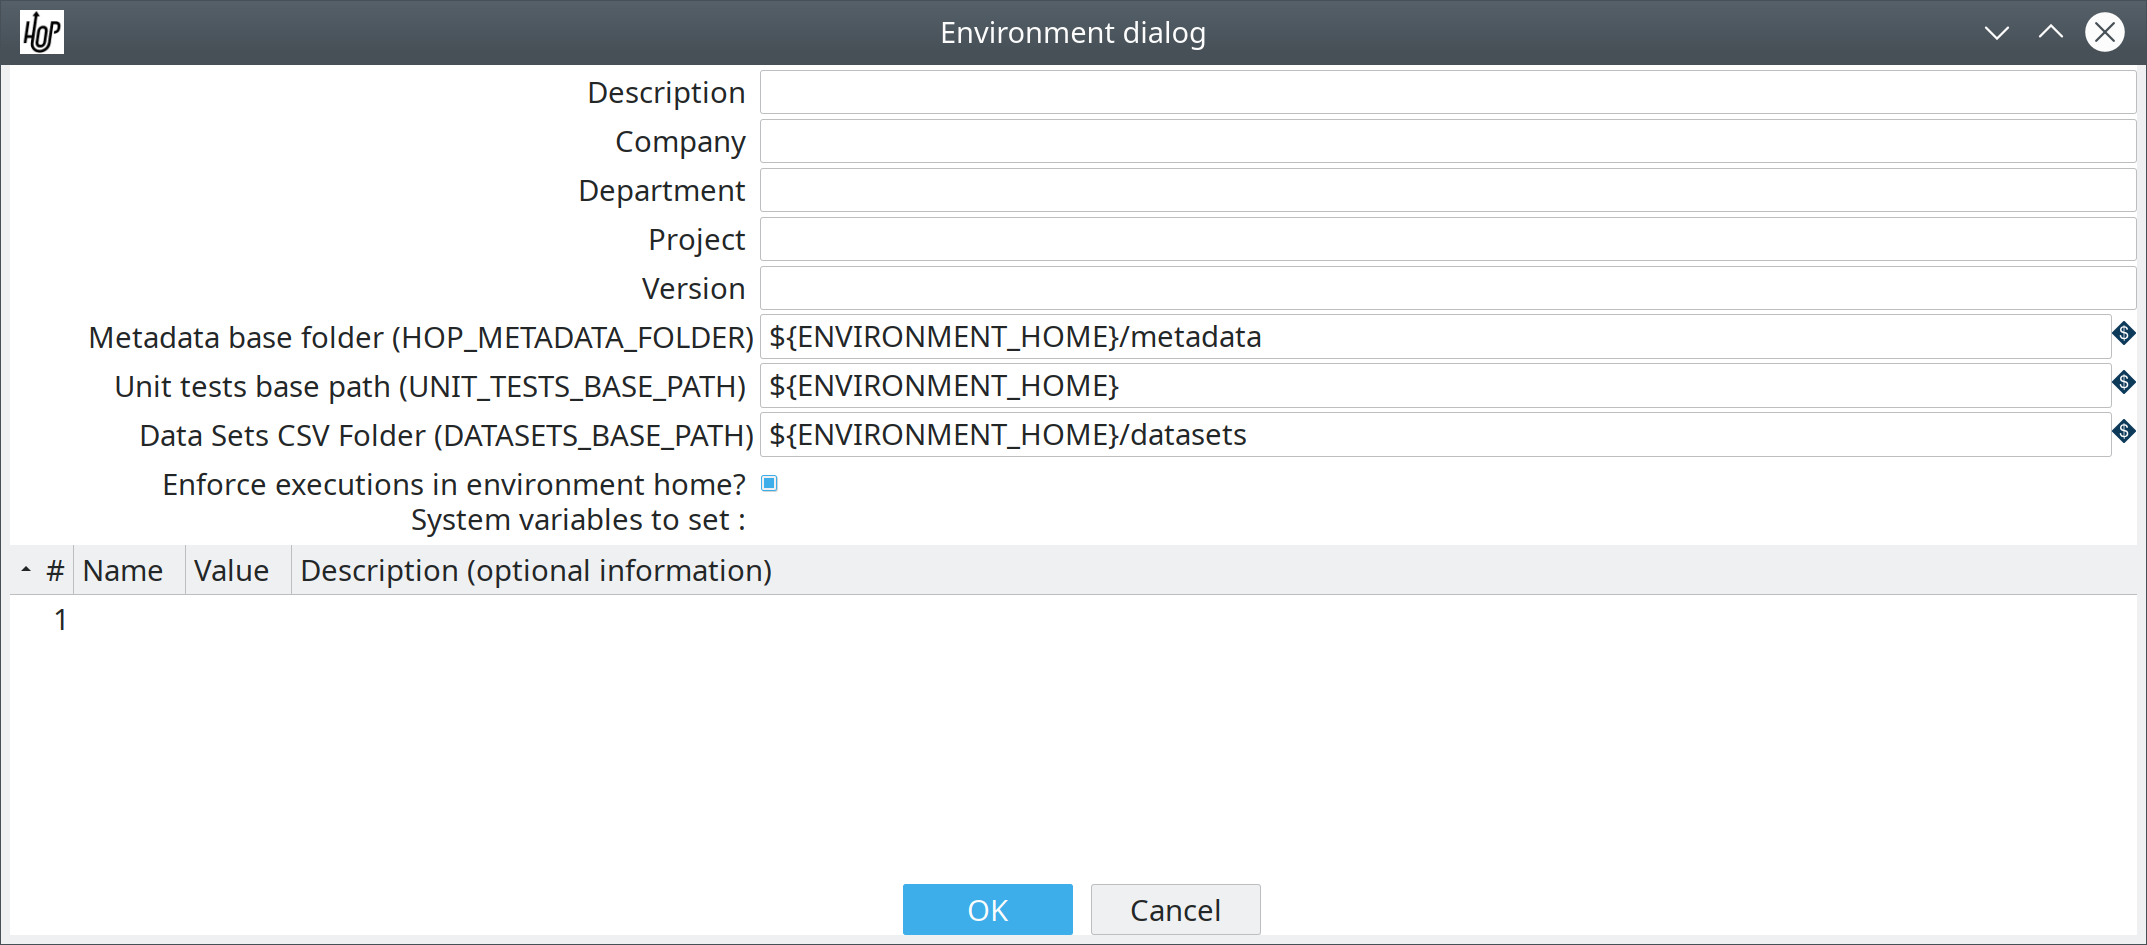 HOP
Environment dialog
Description
Company
Department
Project
Version
Metadata base folder (HOP_METADATA_FOLDER) ${ENVIRONMENT_HOME}/metadata $
Unit tests base path (UNIT_TESTS_BASE_PATH) ${ENVIRONMENT_HOME} $
Data Sets CSV Folder (DATASETS_BASE_PATH) ${ENVIRONMENT_HOME}/datasets $
Enforce executions in environment home?
System variables to set :
# Name Value Description (optional information)
1
OK Cancel